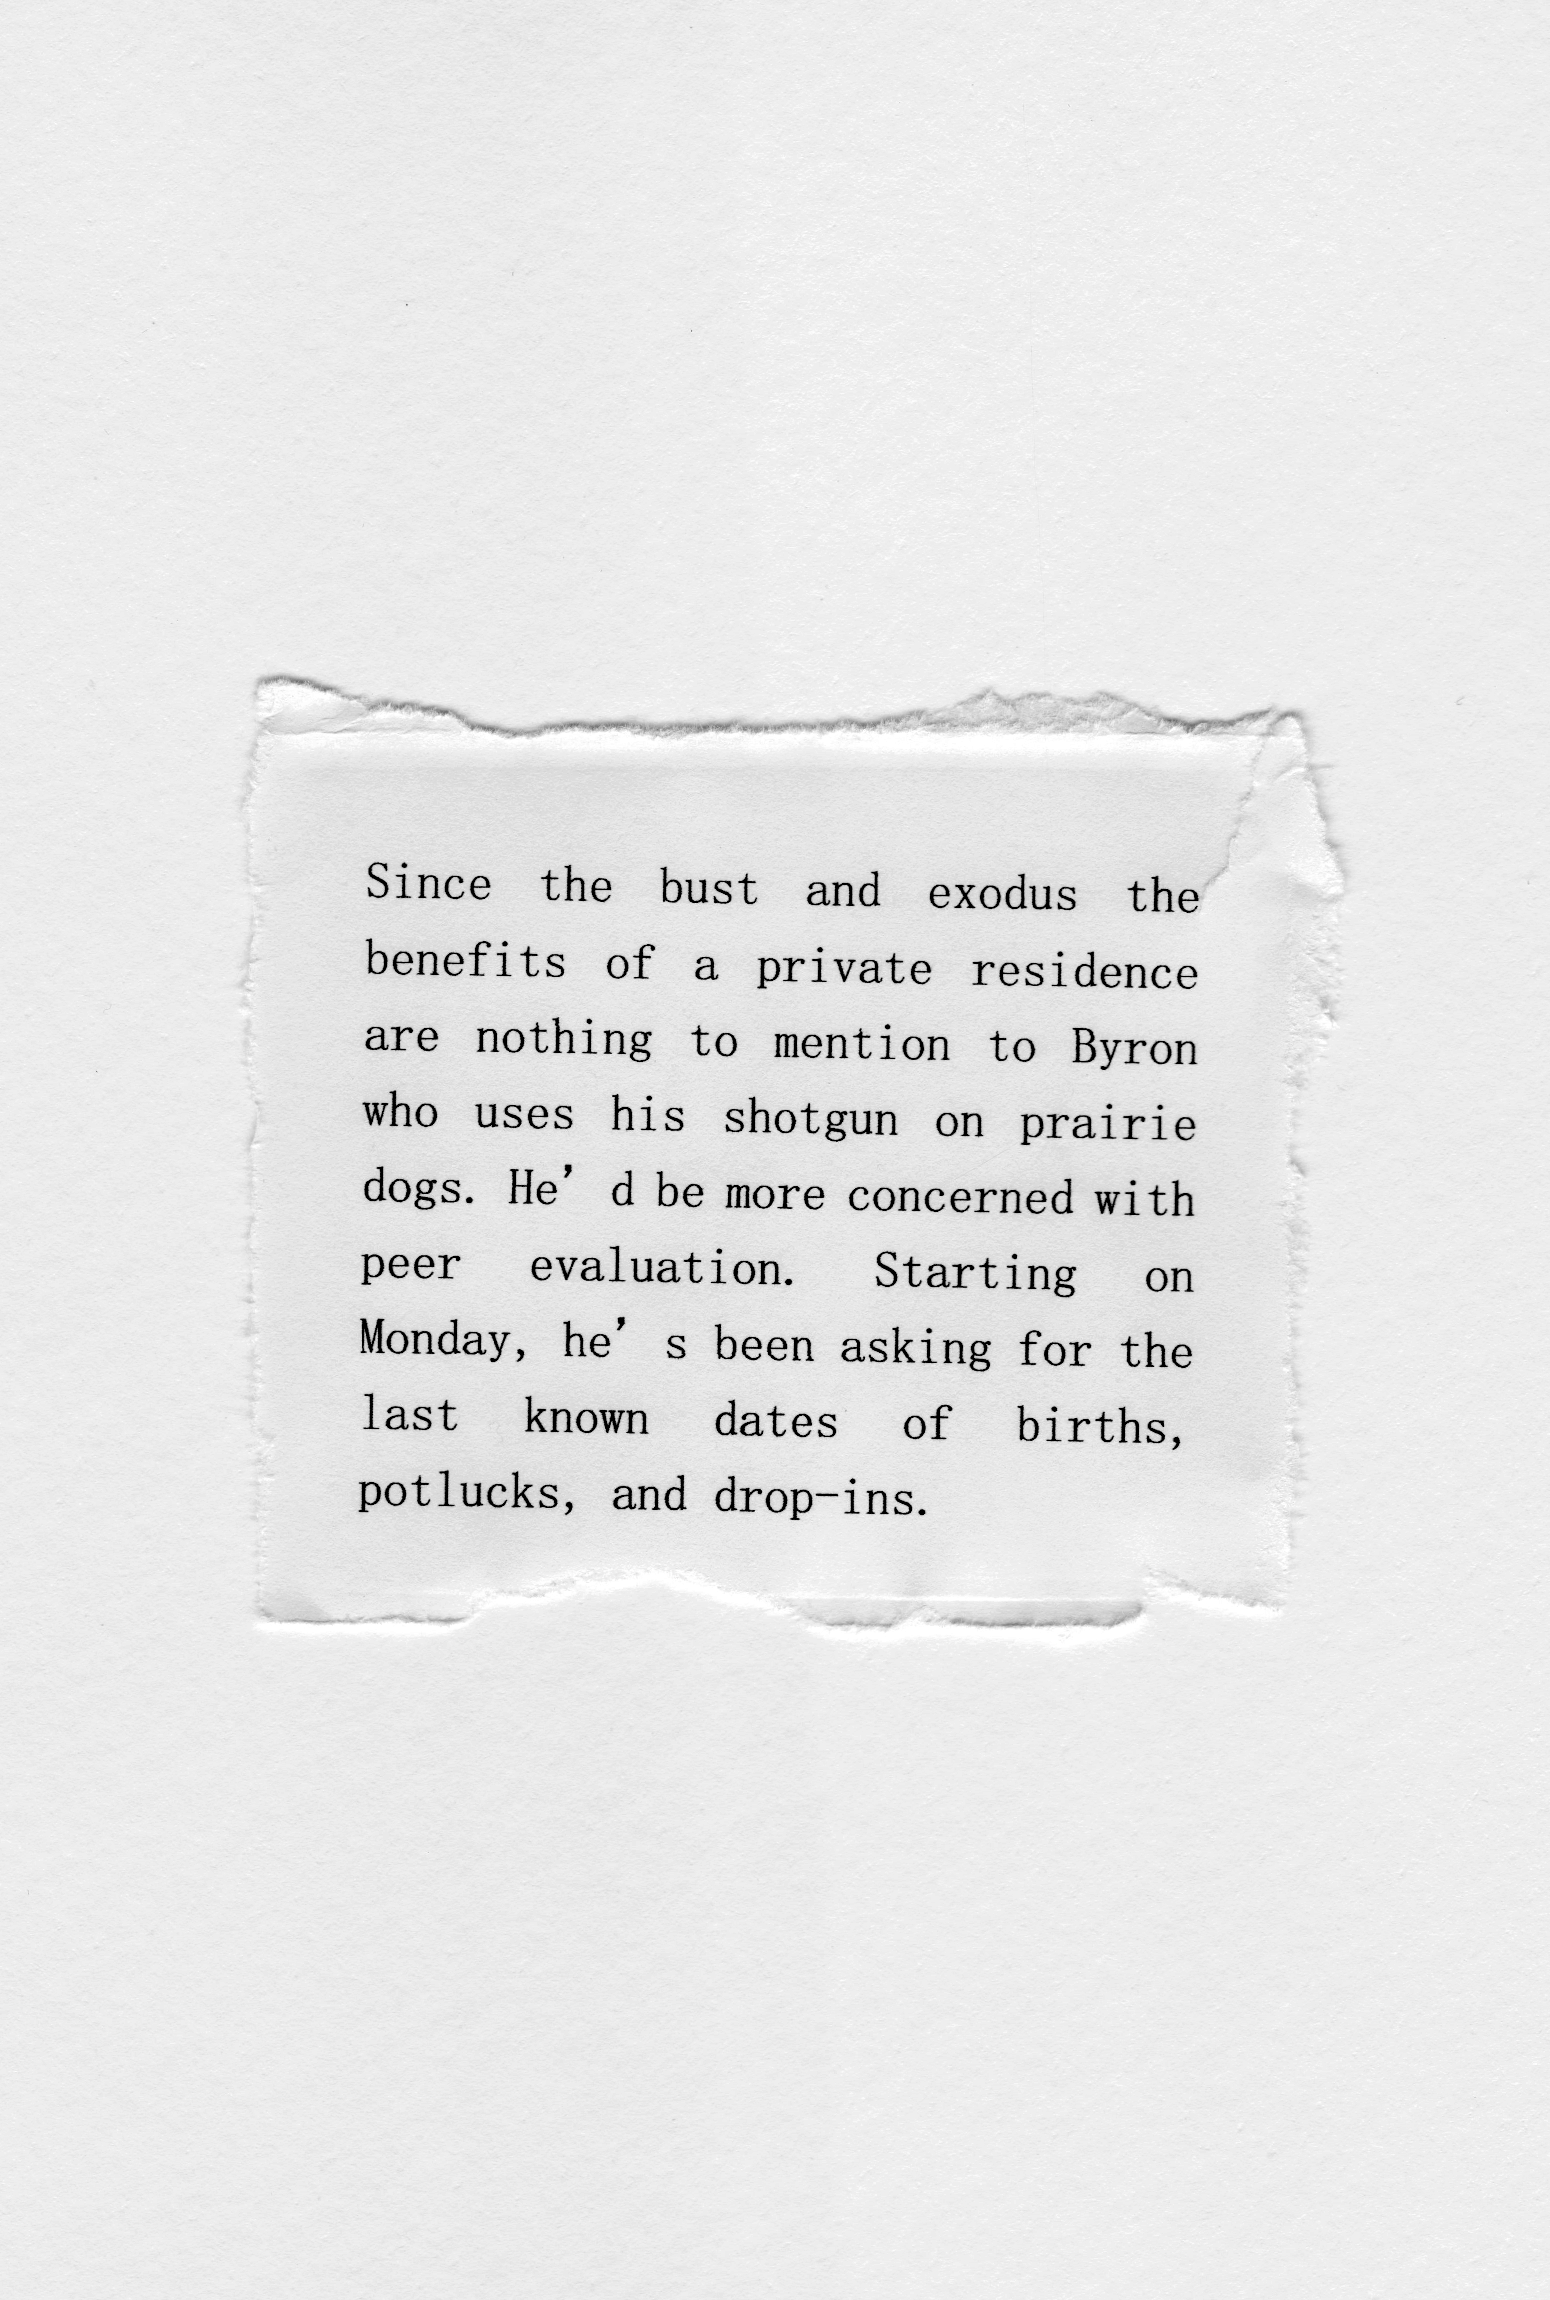 Since the bust and exodus the
benefits of a private residence
are nothing to mention to Byron
who uses his shotgun on prairie
dogs. He’d be more concerned with
peer evaluation. Starting on
Monday, he’s been asking for the
last known dates of births,
potlucks, and drop-ins.